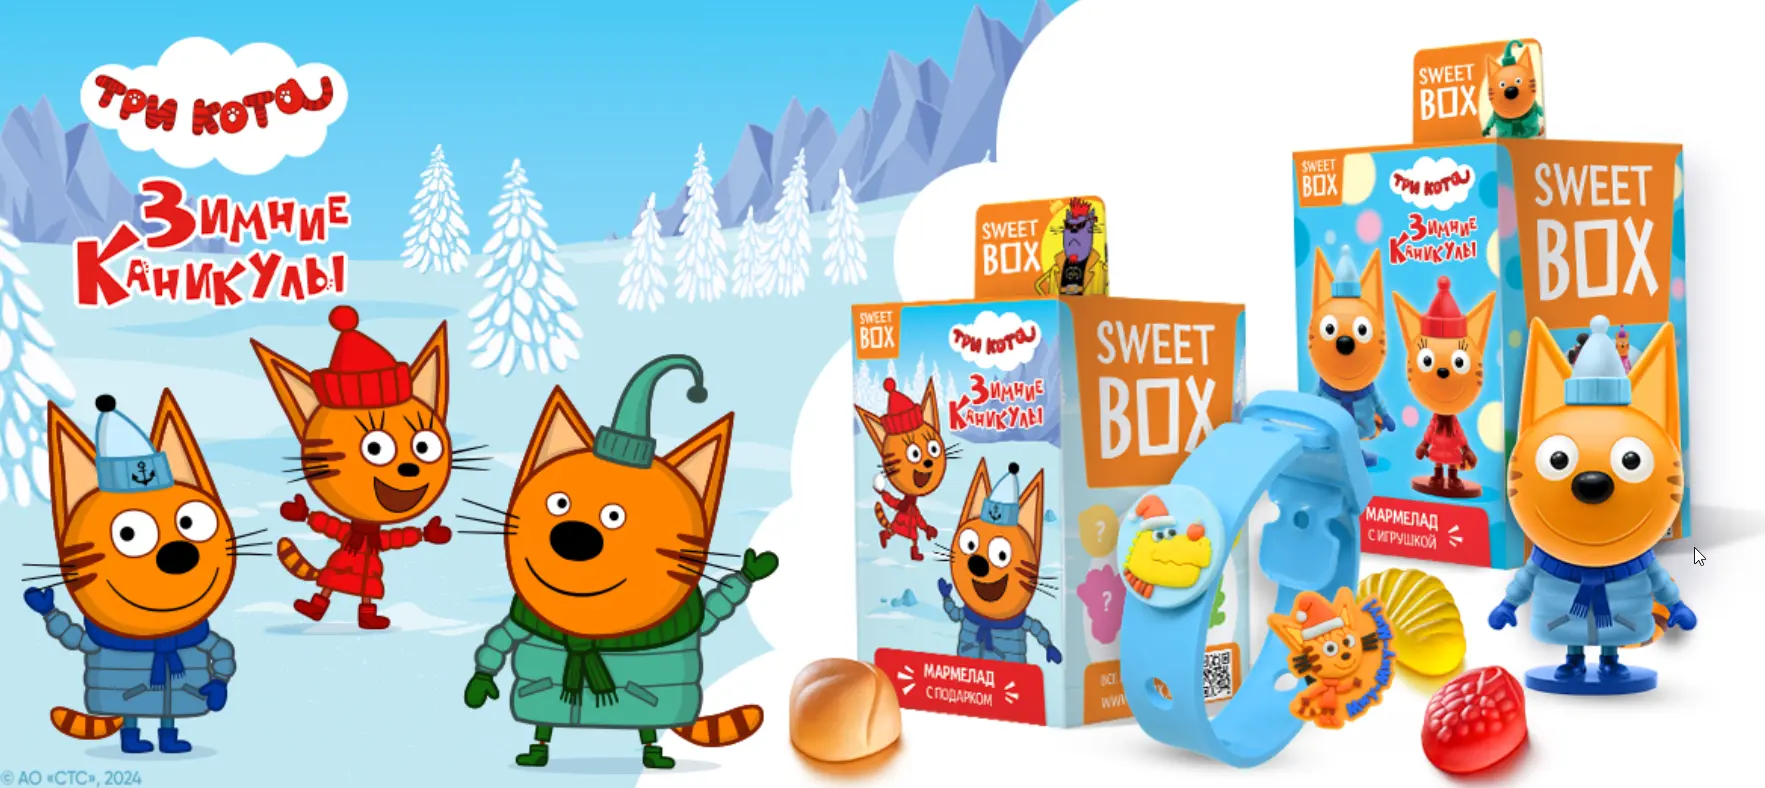 ТРИ КОТА
ЗИМНИЕ
КАНИКУЛЫ
© АО «СТС», 2024
SWEET
BOX
SWEET
BOX
ТРИ КОТА
ЗИМНИЕ
КАНИКУЛЫ
МАРМЕЛАД
С ПОДАРКОМ
SWEET
BOX
?
?
WWW
SWEET
BOX
SWEET
BOX
ТРИ КОТА
ЗИМНИЕ
КАНИКУЛЫ
МАРМЕЛАД
С ИГРУШКОЙ
SWEET
BOX